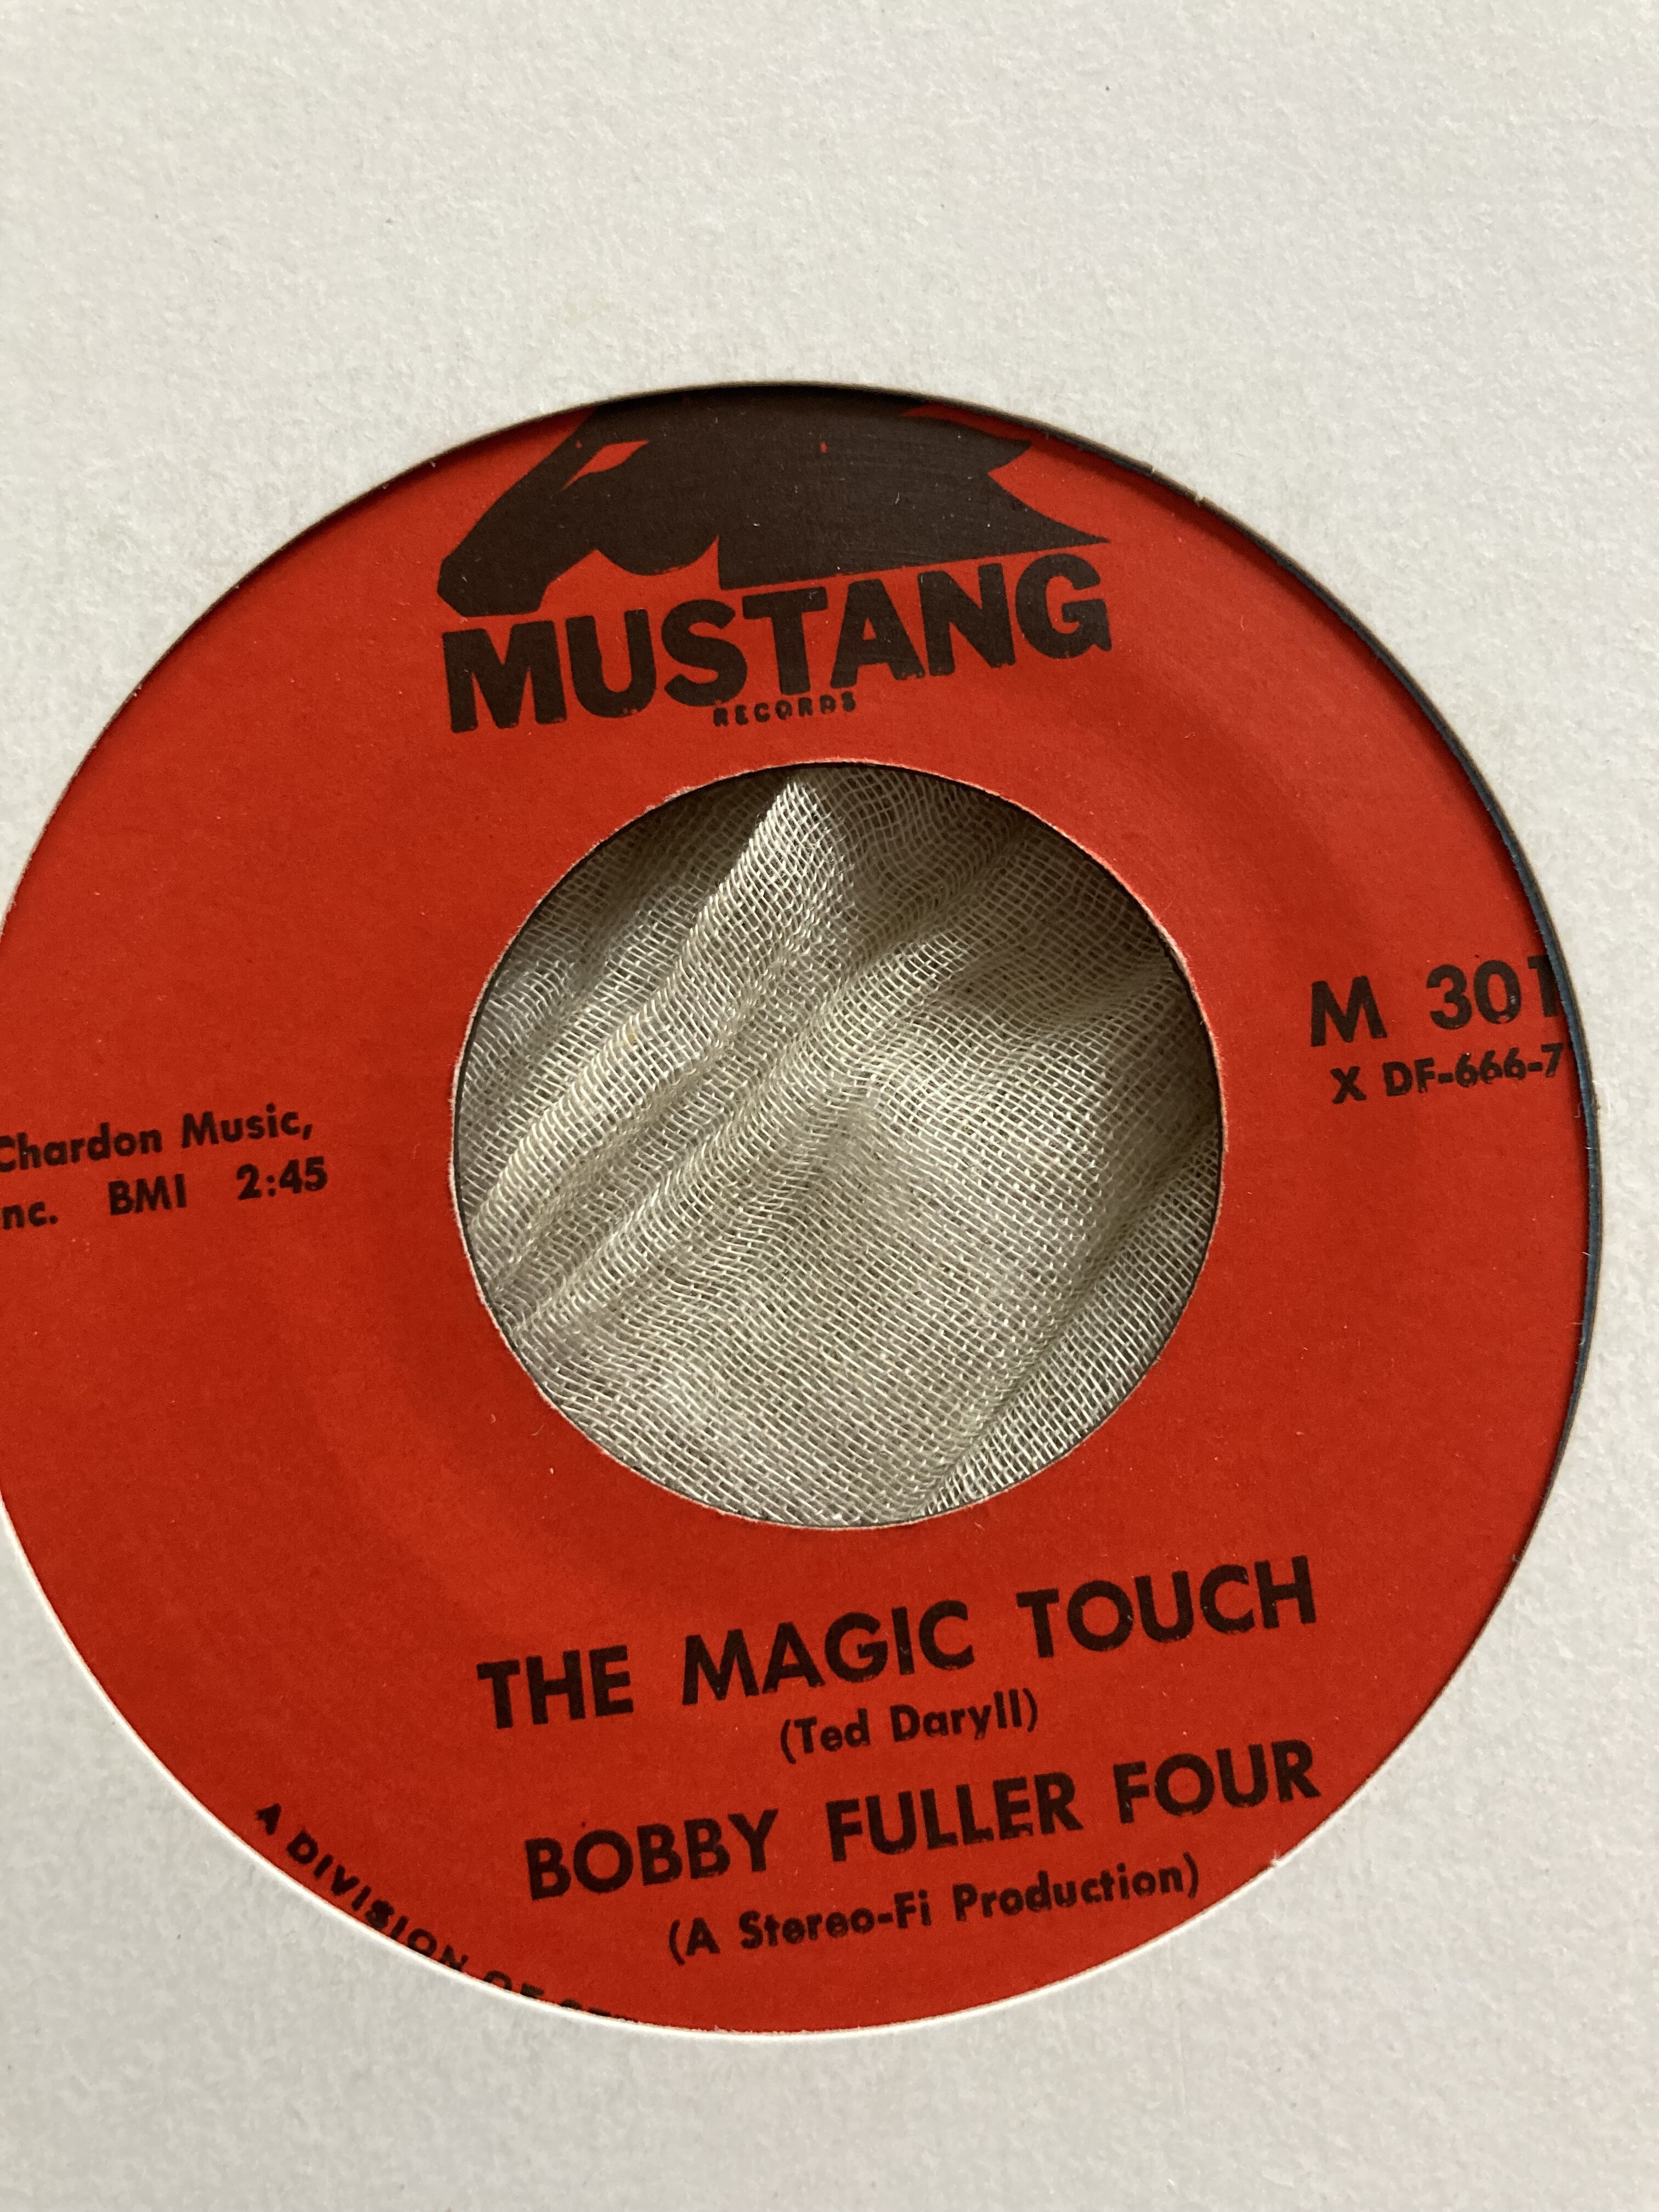 MUSTANG
RECORDS
M 301
X DF-666-7
Chardon Music,
nc. BMI 2:45
THE MAGIC TOUCH
(Ted Daryll)
BOBBY FULLER FOUR
(A Stereo-Fi Production)
A DIVISION OF